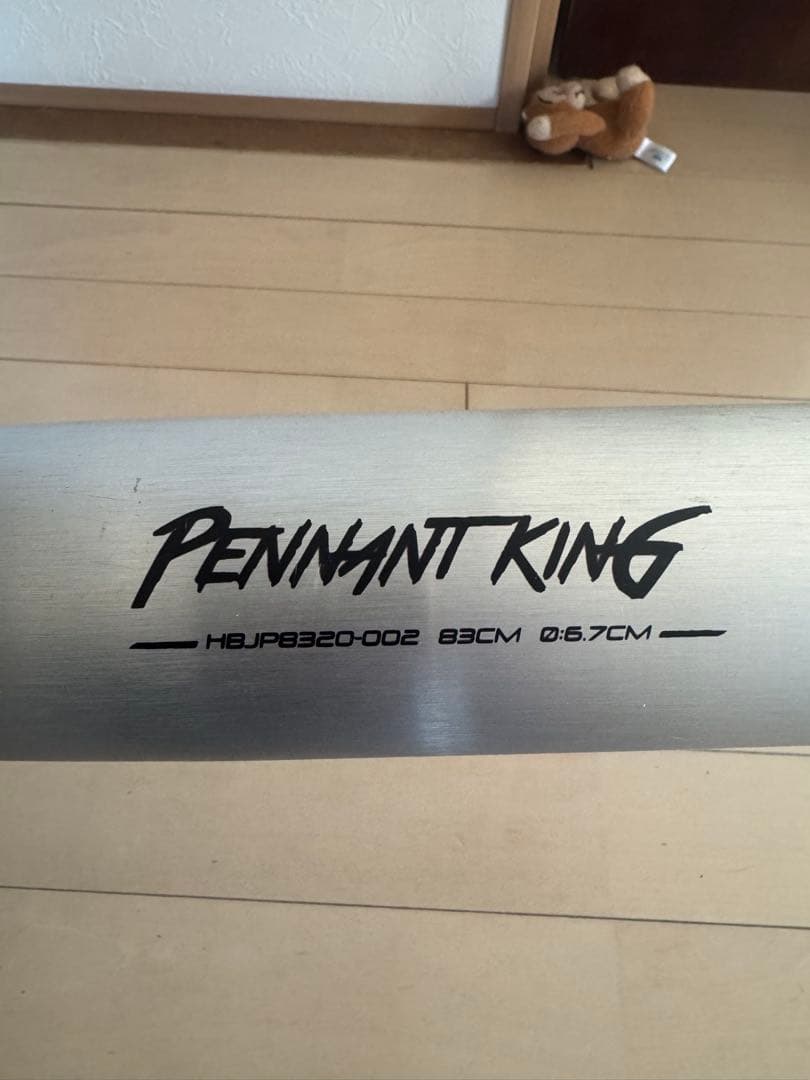 PENNANT KING
HBJP8320-002 83CM Ø:6.7CM